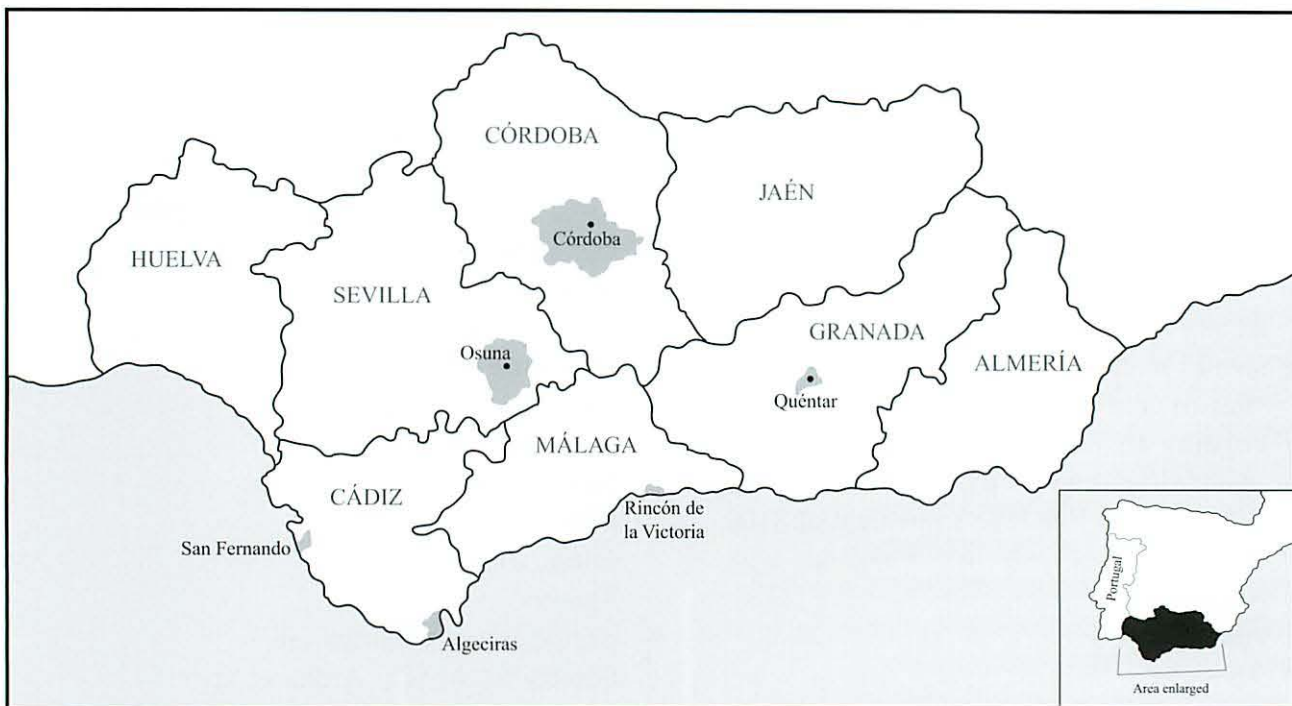 CÓRDOBA
JAÉN
Córdoba
HUELVA
SEVILLA
GRANADA
Osuna
ALMERÍA
Quéntar
MÁLAGA
CÁDIZ
Rincón de
la Victoria
San Fernando
Algeciras
Portugal
Area enlarged